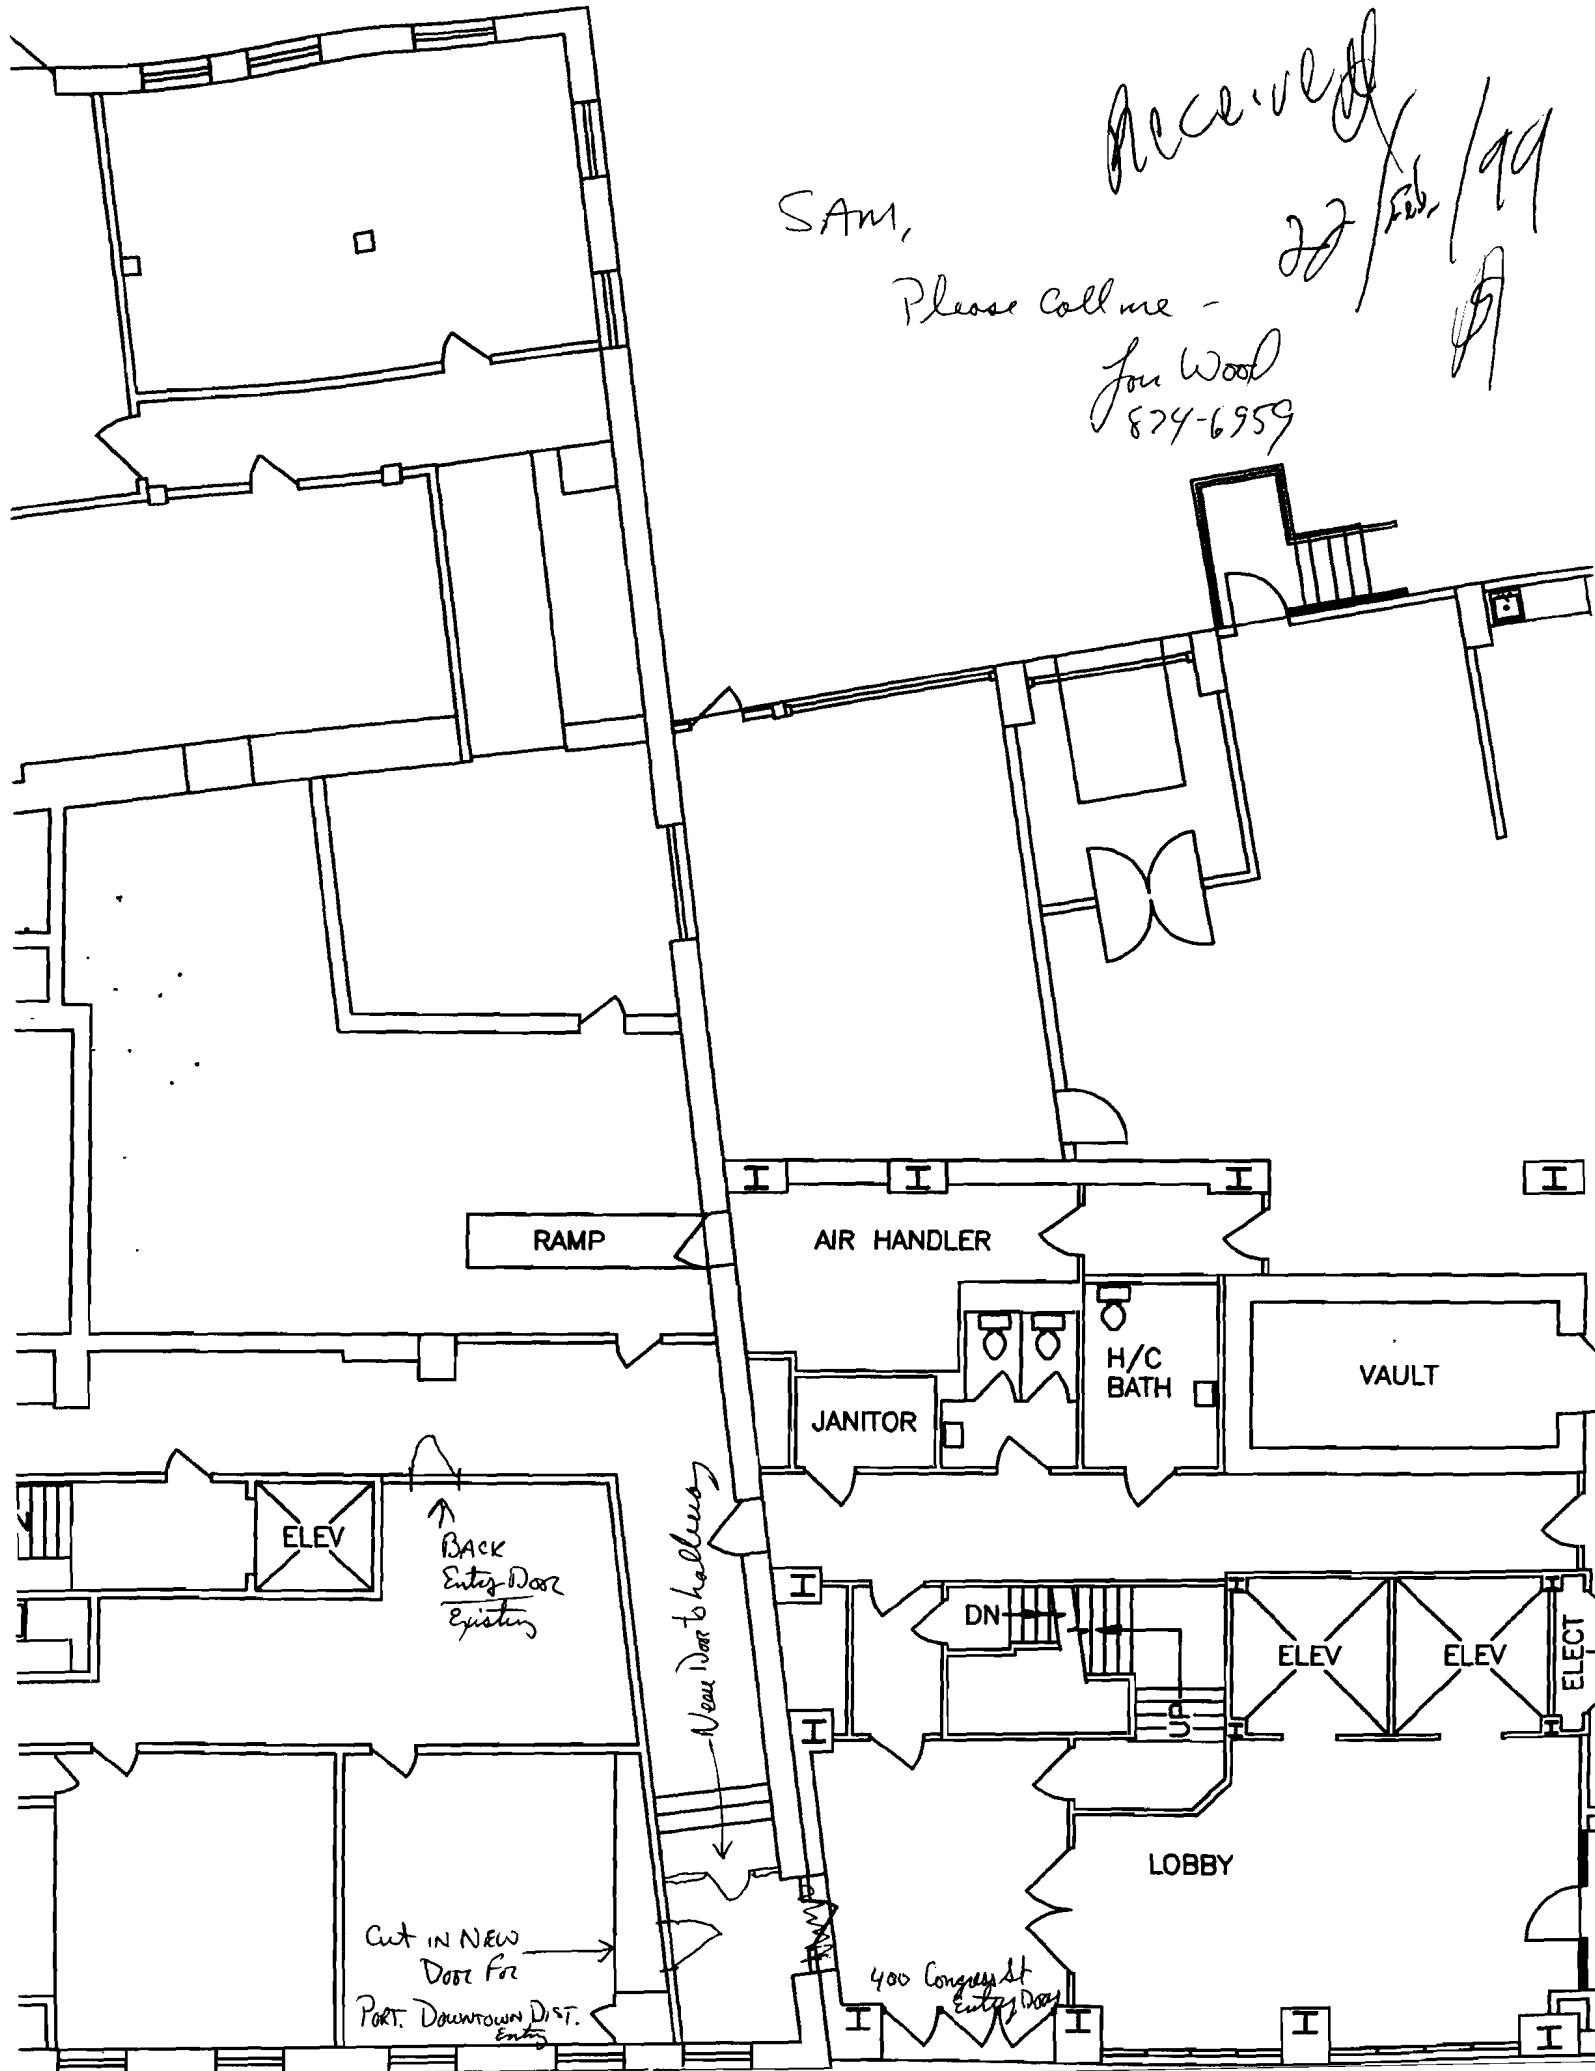 Received
22/Feb./99
SAM,
Please Call me -
Lou Wood
874-6959
RAMP
AIR HANDLER
H/C
BATH
VAULT
JANITOR
ELEV
BACK
Entry Door
Existing
New Door to hallway
DN
UP
ELEV
ELEV
ELECT
LOBBY
Cut IN NEW
Door For
PORT. DOWNTOWN DIST.
Entry
400 Congress St
Entry Door